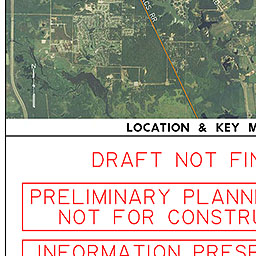 N
LOCATION & KEY M
DRAFT NOT FIN
PRELIMINARY PLANN
NOT FOR CONSTRU
INFORMATION PRESE